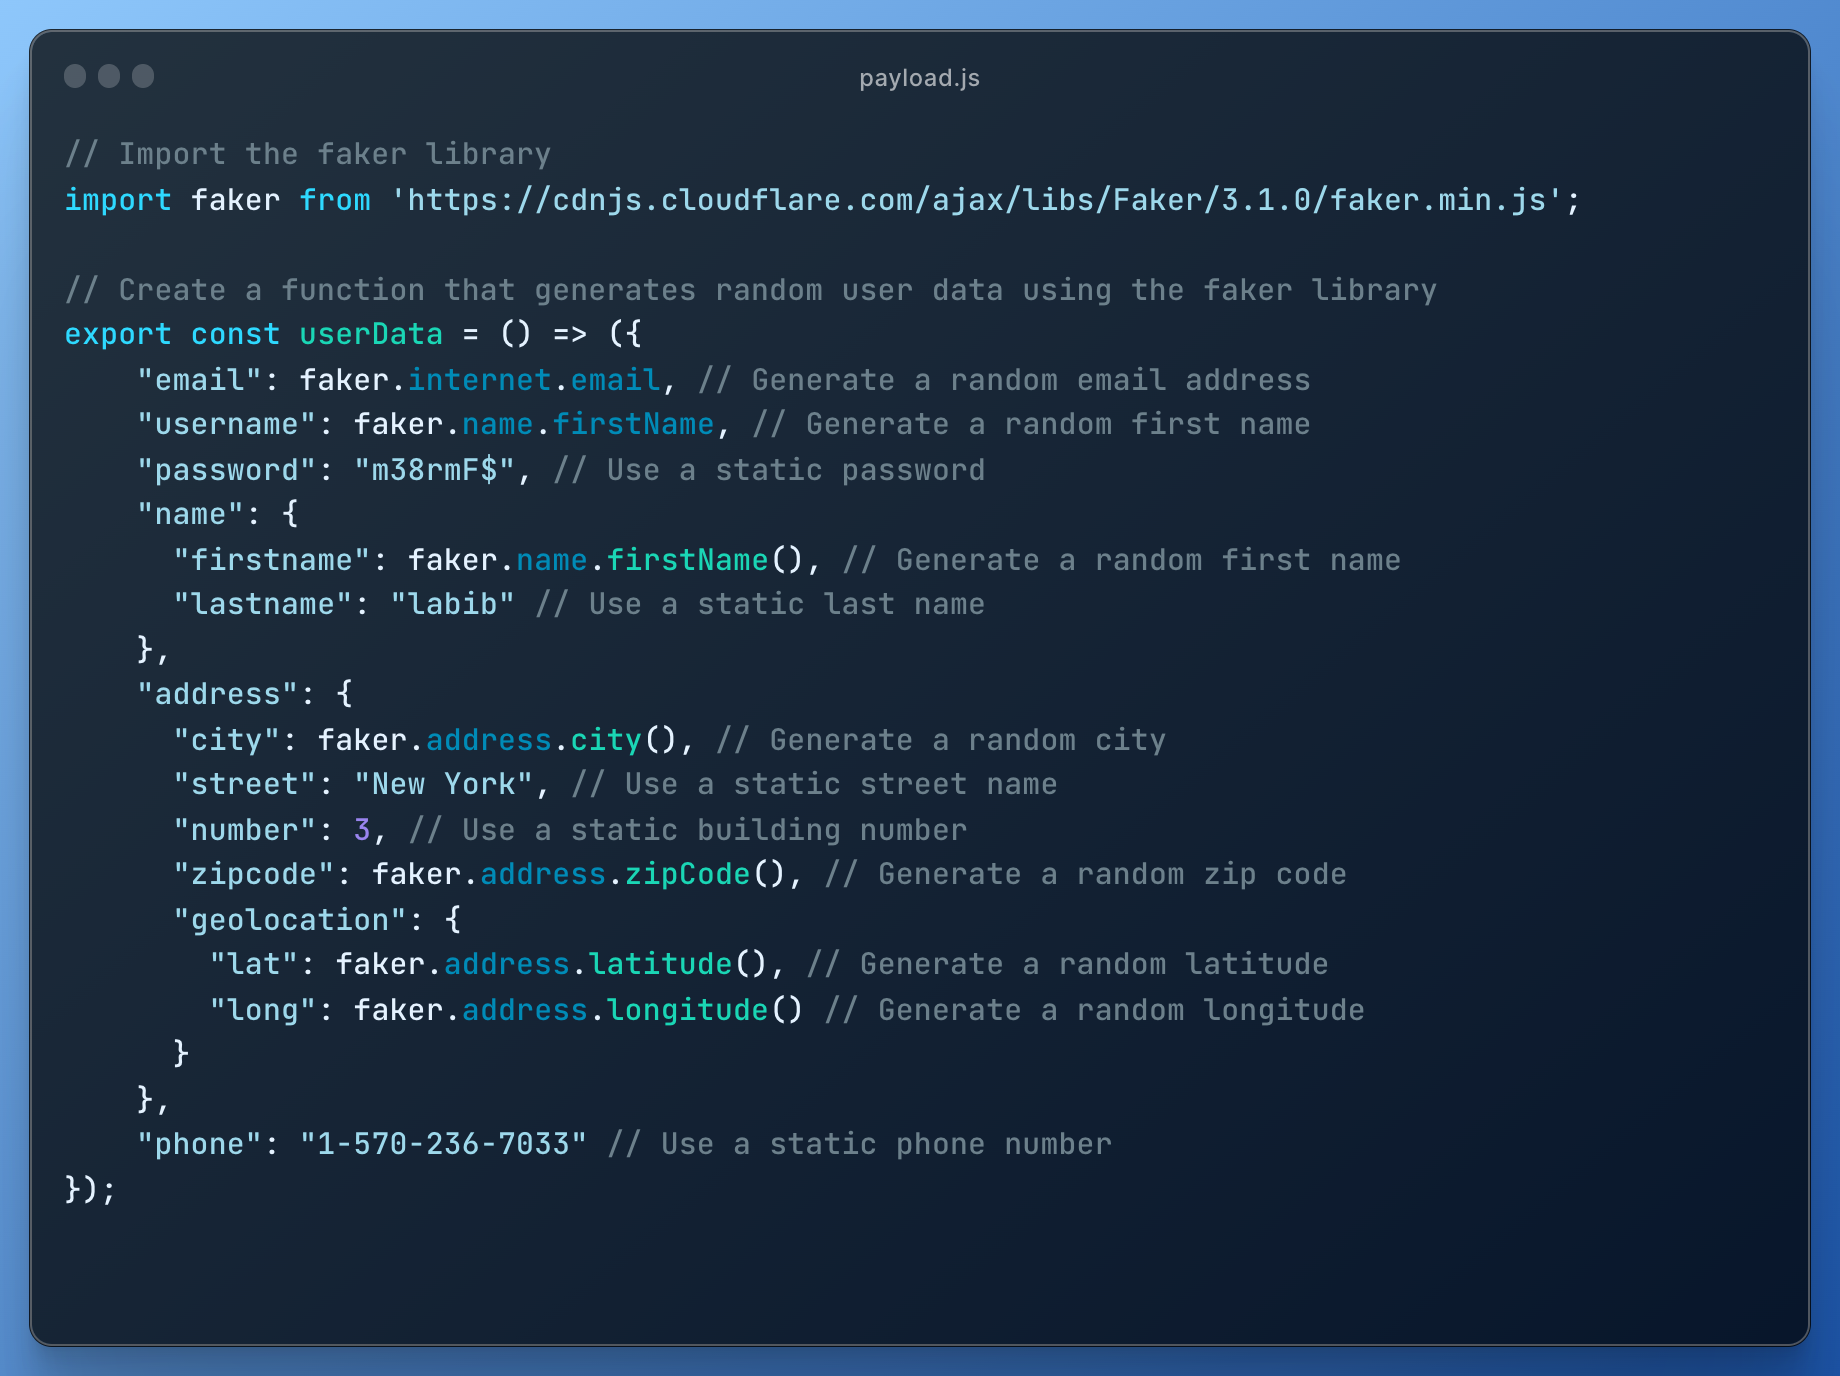 payload.js
// Import the faker library
import faker from 'https://cdnjs.cloudflare.com/ajax/libs/Faker/3.1.0/faker.min.js';
// Create a function that generates random user data using the faker library
export const userData = () => ({
    "email": faker.internet.email, // Generate a random email address
    "username": faker.name.firstName, // Generate a random first name
    "password": "m38rmF$", // Use a static password
    "name": {
      "firstname": faker.name.firstName(), // Generate a random first name
      "lastname": "labib" // Use a static last name
    },
    "address": {
      "city": faker.address.city(), // Generate a random city
      "street": "New York", // Use a static street name
      "number": 3, // Use a static building number
      "zipcode": faker.address.zipCode(), // Generate a random zip code
      "geolocation": {
        "lat": faker.address.latitude(), // Generate a random latitude
        "long": faker.address.longitude() // Generate a random longitude
      }
    },
    "phone": "1-570-236-7033" // Use a static phone number
});